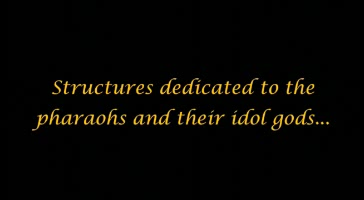 Structures dedicated to the
pharaohs and their idol gods...